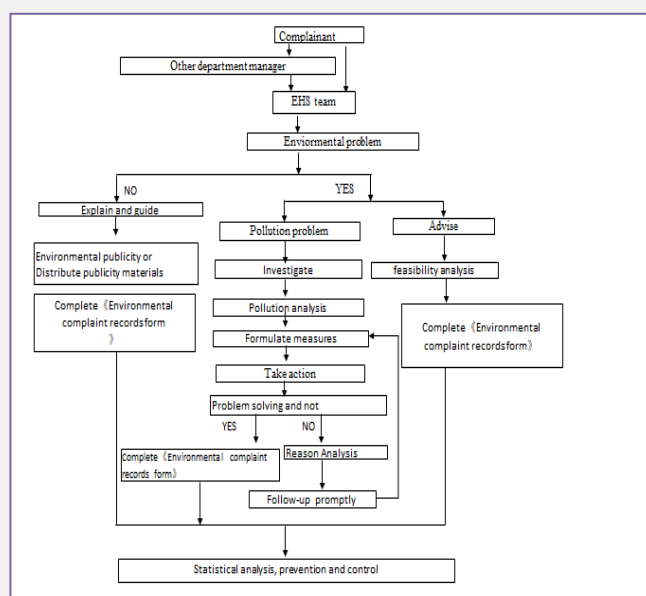 Complainant
Other department manager
EHS team
Enviormental problem
NO
YES
Explain and guide
Pollution problem
Advise
Environmental publicity or
Distribute publicity materials
Investigate
feasibility analysis
Complete《Environmental
complaint recordsform
》
Pollution analysis
Complete《Environmental
complaint recordsform》
Formulate measures
Take action
Problem solving and not
YES
NO
Complete《Environmental complaint
records form》
Reason Analysis
Follow-up promptly
Statistical analysis, prevention and control